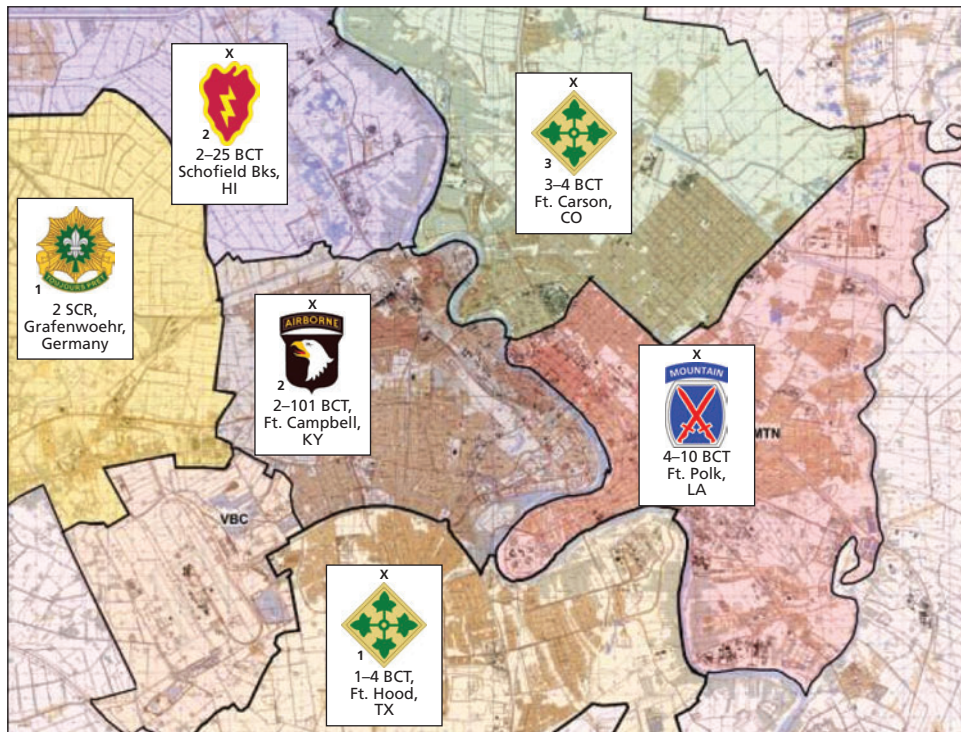 X
2
2–25 BCT
Schofield Bks,
HI
X
3
3–4 BCT
Ft. Carson,
CO
TOUJOURS PRET
1
2 SCR,
Grafenwoehr,
Germany
X
AIRBORNE
2
2–101 BCT,
Ft. Campbell,
KY
X
MOUNTAIN
MTN
4–10 BCT
Ft. Polk,
LA
VBC
X
1
1–4 BCT,
Ft. Hood,
TX